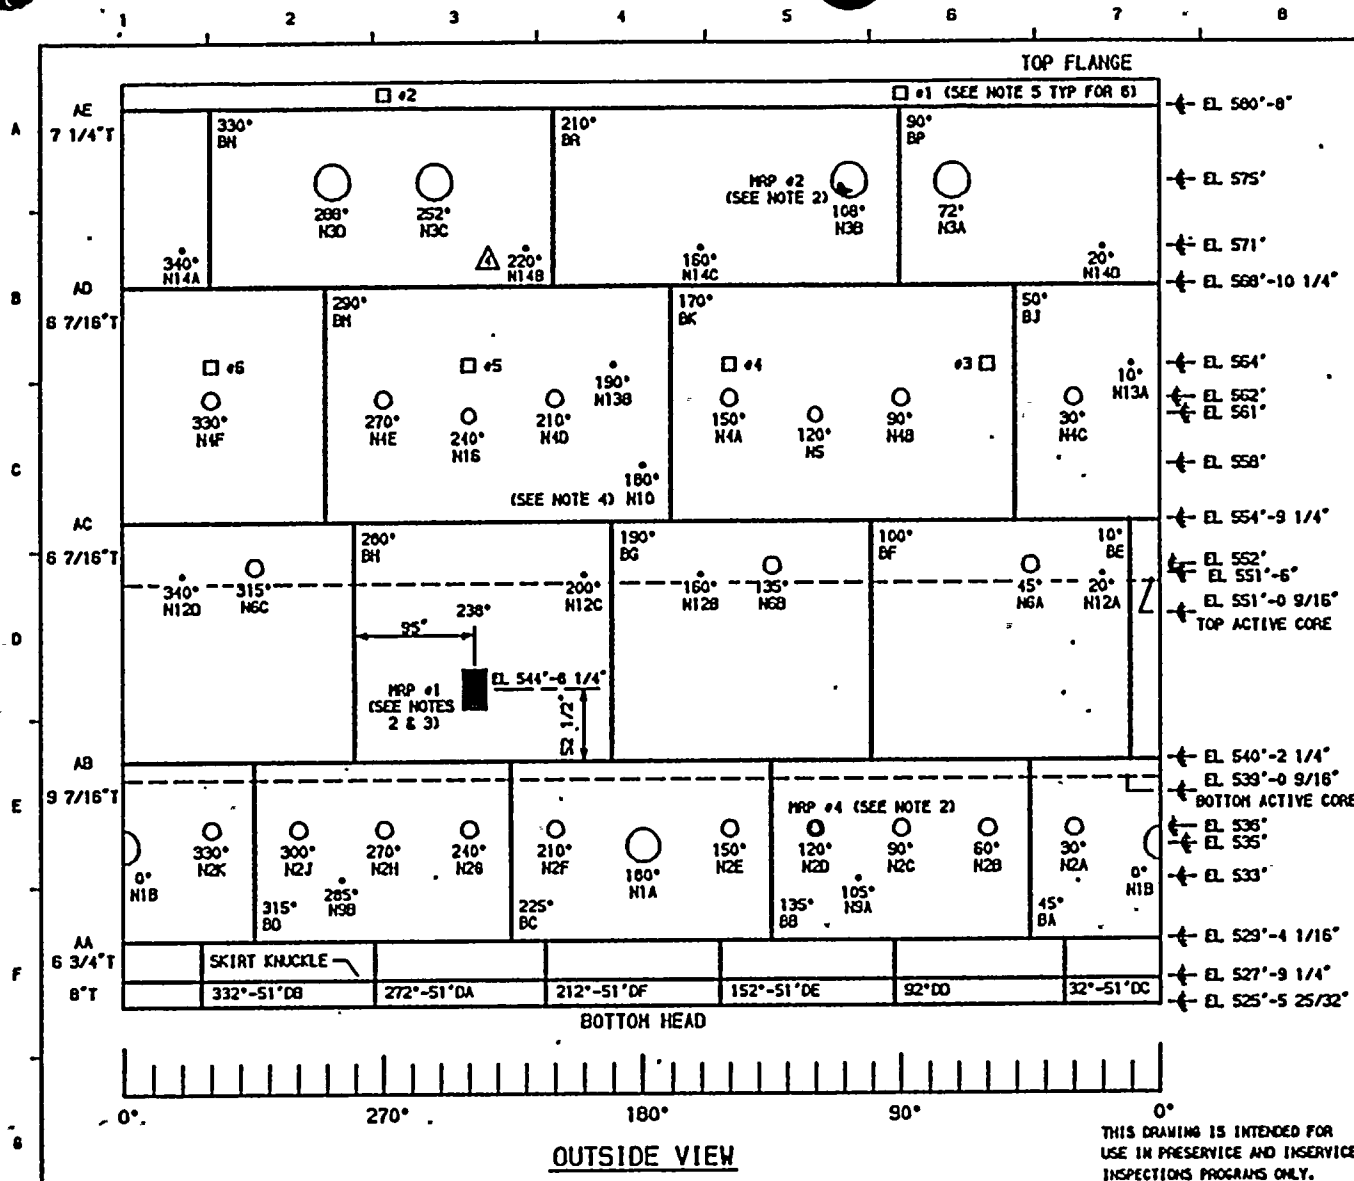 1 2 3 4 5 6 7 8
TOP FLANGE
#2
#1 (SEE NOTE 5 TYP FOR 6)
EL 580'-8"
A
AE
7 1/4"T
330°
BN
210°
BR
90°
BP
MRP #2
(SEE NOTE 2)
EL 575'
288°
N3D
252°
N3C
108°
N3B
72°
N3A
EL 571'
340°
N14A
4
220°
N14B
160°
N14C
20°
N14D
EL 568'-10 1/4"
B
AD
6 7/16"T
290°
BM
170°
BK
50°
BJ
#6
#5
#4
#3
EL 564'
190°
N13B
10°
N13A
EL 562'
EL 561'
330°
N4F
270°
N4E
240°
N16
210°
N4D
150°
N4A
120°
N5
90°
N4B
30°
N4C
C
EL 558'
(SEE NOTE 4)
180°
N10
EL 554'-9 1/4"
AC
6 7/16"T
260°
BH
190°
BG
100°
BF
10°
BE
EL 552'
EL 551'-6"
340°
N12D
315°
N6C
200°
N12C
160°
N12B
135°
N6B
45°
N6A
20°
N12A
EL 551'-0 9/16"
TOP ACTIVE CORE
D
238°
95"
MRP #1
(SEE NOTES
2 & 3)
EL 544'-6 1/4"
52 1/2"
EL 540'-2 1/4"
AB
9 7/16"T
E
EL 539'-0 9/16"
BOTTOM ACTIVE CORE
MRP #4 (SEE NOTE 2)
EL 536'
EL 535'
0°
N1B
330°
N2K
300°
N2J
270°
N2H
240°
N2G
210°
N2F
180°
N1A
150°
N2E
120°
N2D
90°
N2C
60°
N2B
30°
N2A
0°
N1B
285°
N9B
105°
N9A
EL 533'
315°
BD
225°
BC
135°
BB
45°
BA
EL 529'-4 1/16"
AA
6 3/4"T
F
SKIRT KNUCKLE
EL 527'-9 1/4"
8"T
332°-51'DB
272°-51'DA
212°-51'DF
152°-51'DE
92°DD
32°-51'DC
EL 525'-5 25/32"
BOTTOM HEAD
0° 270° 180° 90° 0°
G
OUTSIDE VIEW
THIS DRAWING IS INTENDED FOR
USE IN PRESERVICE AND INSERVICE
INSPECTIONS PROGRAMS ONLY.